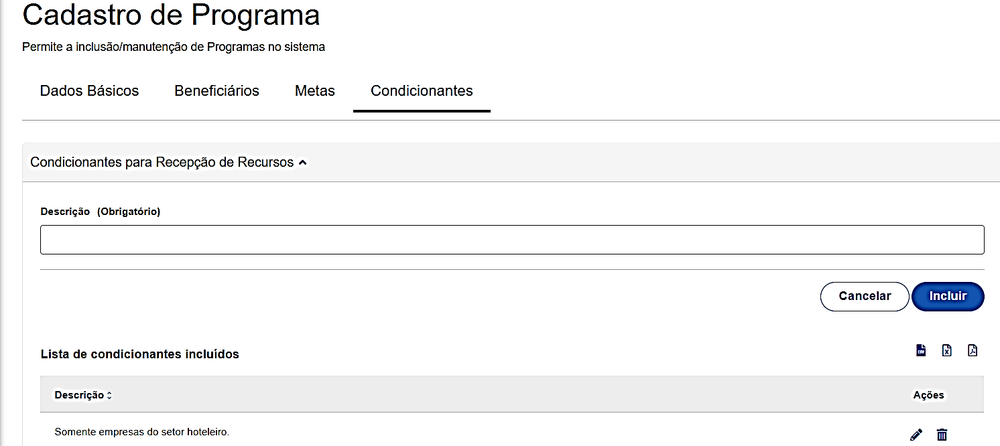 Cadastro de Programa
Permite a inclusão/manutenção de Programas no sistema
Dados Básicos Beneficiários Metas Condicionantes
Condicionantes para Recepção de Recursos
Descrição (Obrigatório)
Cancelar Incluir
Lista de condicionantes incluídos
CSV X
Descrição Ações
Somente empresas do setor hoteleiro.